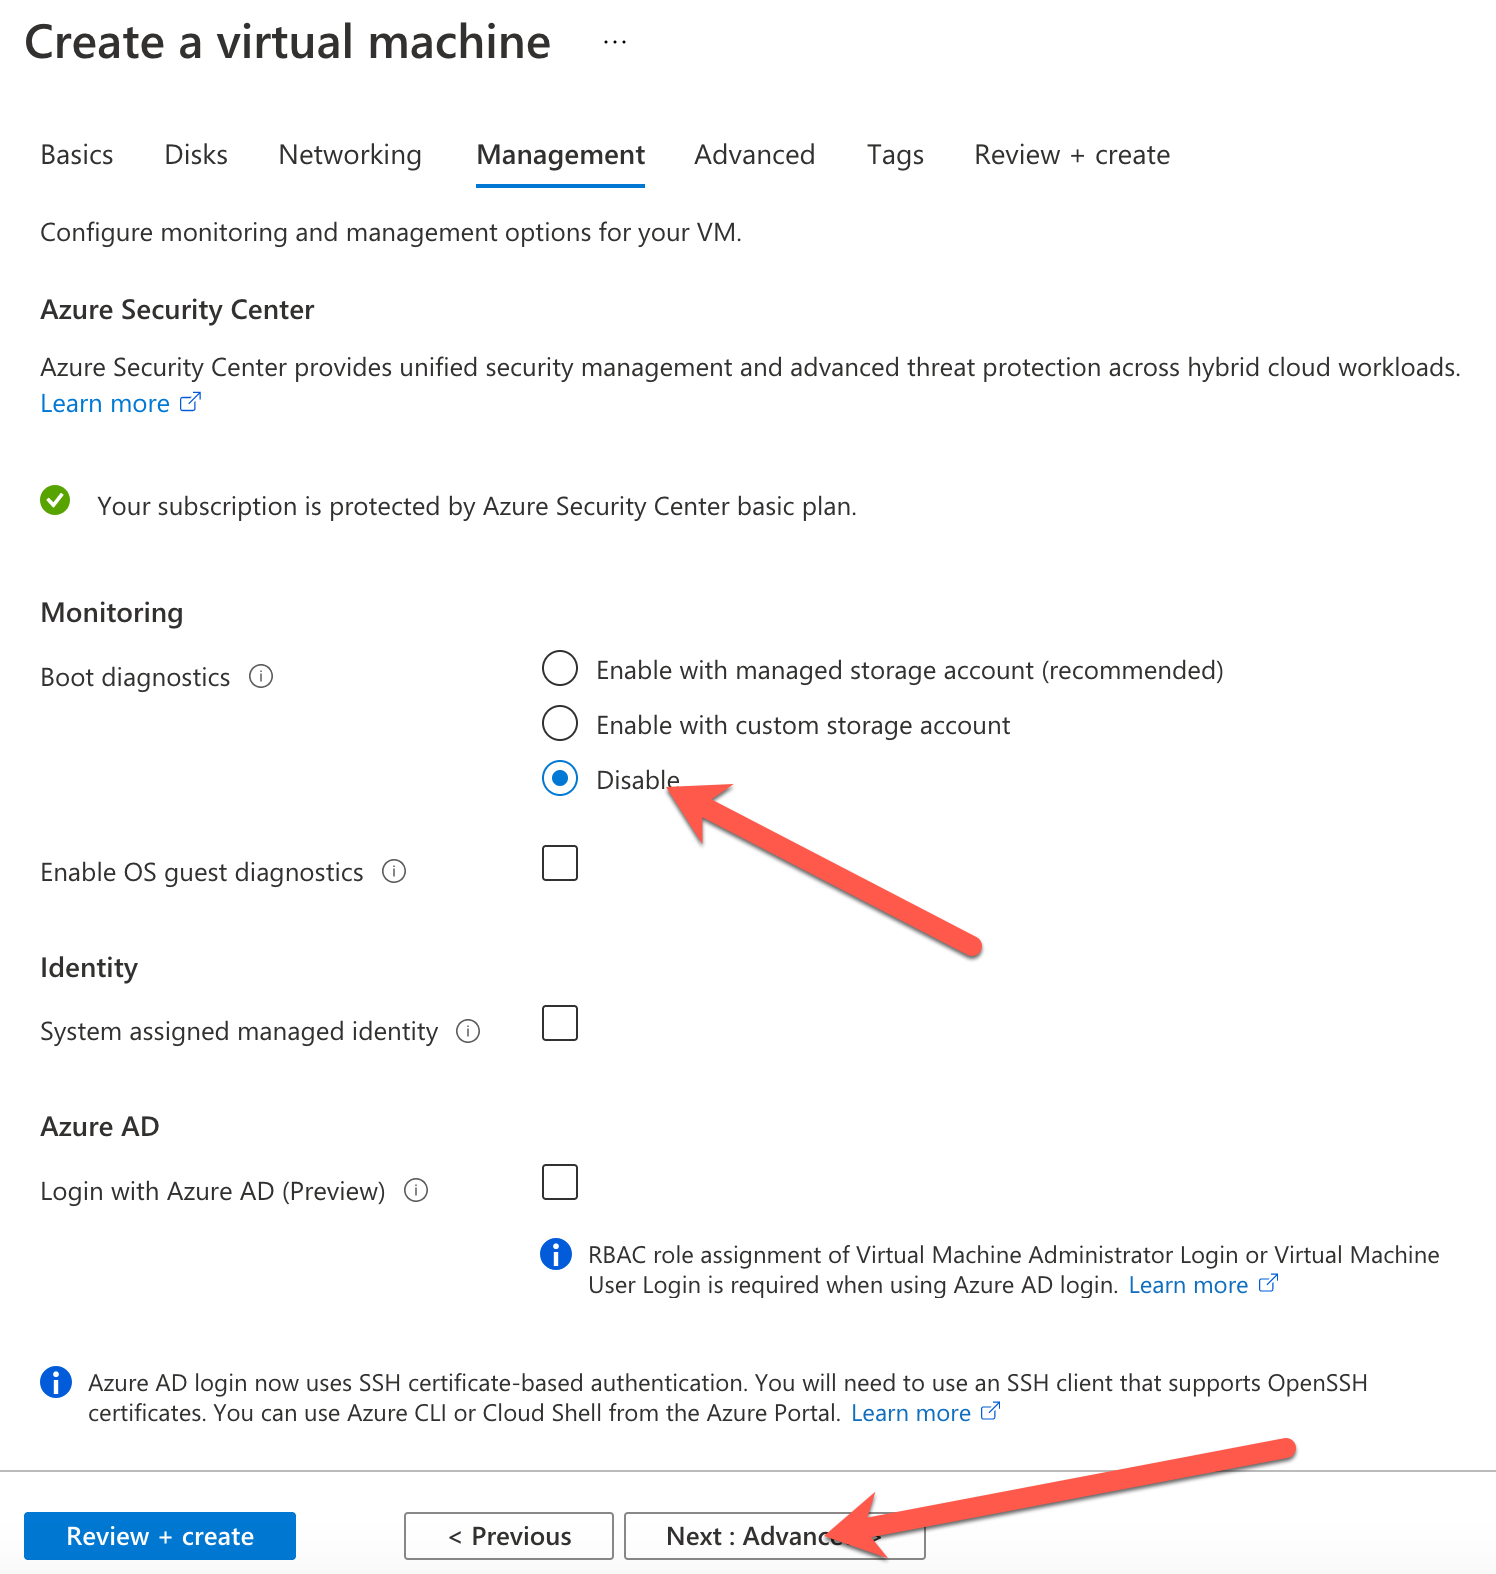 Create a virtual machine ...
Basics Disks Networking Management Advanced Tags Review + create
Configure monitoring and management options for your VM.
Azure Security Center
Azure Security Center provides unified security management and advanced threat protection across hybrid cloud workloads.
Learn more
Your subscription is protected by Azure Security Center basic plan.
Monitoring
Boot diagnostics
Enable with managed storage account (recommended)
Enable with custom storage account
Disable
Enable OS guest diagnostics
Identity
System assigned managed identity
Azure AD
Login with Azure AD (Preview)
RBAC role assignment of Virtual Machine Administrator Login or Virtual Machine
User Login is required when using Azure AD login. Learn more
Azure AD login now uses SSH certificate-based authentication. You will need to use an SSH client that supports OpenSSH
certificates. You can use Azure CLI or Cloud Shell from the Azure Portal. Learn more
Review + create < Previous Next : Advanced >